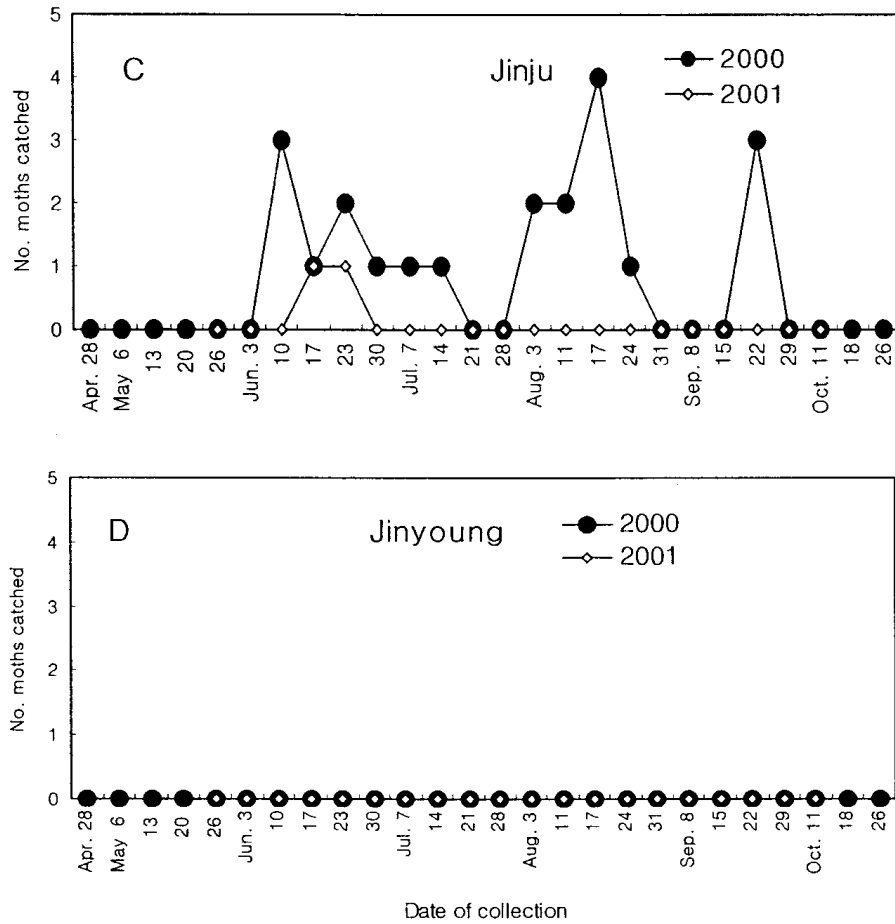 5
C
Jinju
2000
2001
4
3
2
1
0
No. moths catched
Apr. 28
May 6
13
20
26
Jun. 3
10
17
23
30
Jul. 7
14
21
28
Aug. 3
11
17
24
31
Sep. 8
15
22
29
Oct. 11
18
26
5
D
Jinyoung
2000
2001
4
3
2
1
0
No. moths catched
Apr. 28
May 6
13
20
26
Jun. 3
10
17
23
30
Jul. 7
14
21
28
Aug. 3
11
17
24
31
Sep. 8
15
22
29
Oct. 11
18
26
Date of collection